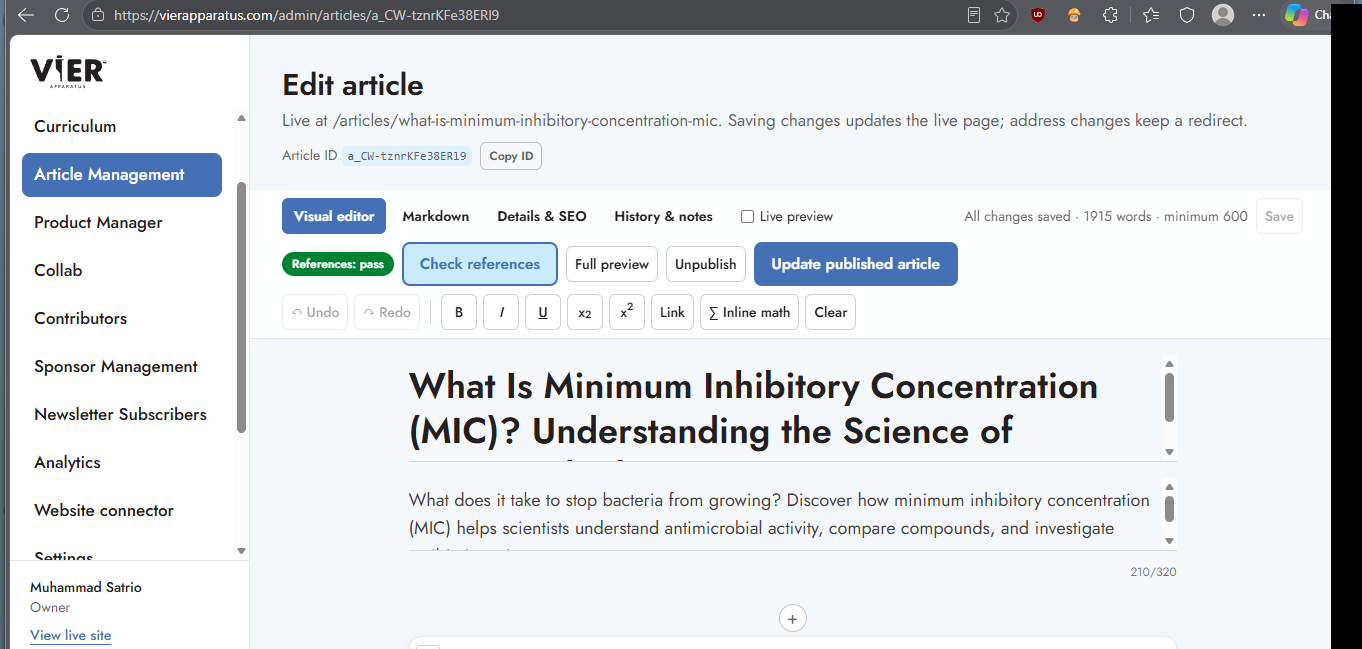 https://vierapparatus.com/admin/articles/a_CW-tznrKFe38ERl9
VIER
APPARATUS
Curriculum
Article Management
Product Manager
Collab
Contributors
Sponsor Management
Newsletter Subscribers
Analytics
Website connector
Settings
Muhammad Satrio
Owner
View live site
Edit article
Live at /articles/what-is-minimum-inhibitory-concentration-mic. Saving changes updates the live page; address changes keep a redirect.
Article ID a_CW-tznrKFe38ERl9 Copy ID
Visual editor Markdown Details & SEO History & notes Live preview All changes saved · 1915 words · minimum 600 Save
References: pass Check references Full preview Unpublish Update published article
Undo Redo B I U x₂ x² Link ∑ Inline math Clear
What Is Minimum Inhibitory Concentration
(MIC)? Understanding the Science of
What does it take to stop bacteria from growing? Discover how minimum inhibitory concentration
(MIC) helps scientists understand antimicrobial activity, compare compounds, and investigate
210/320
+